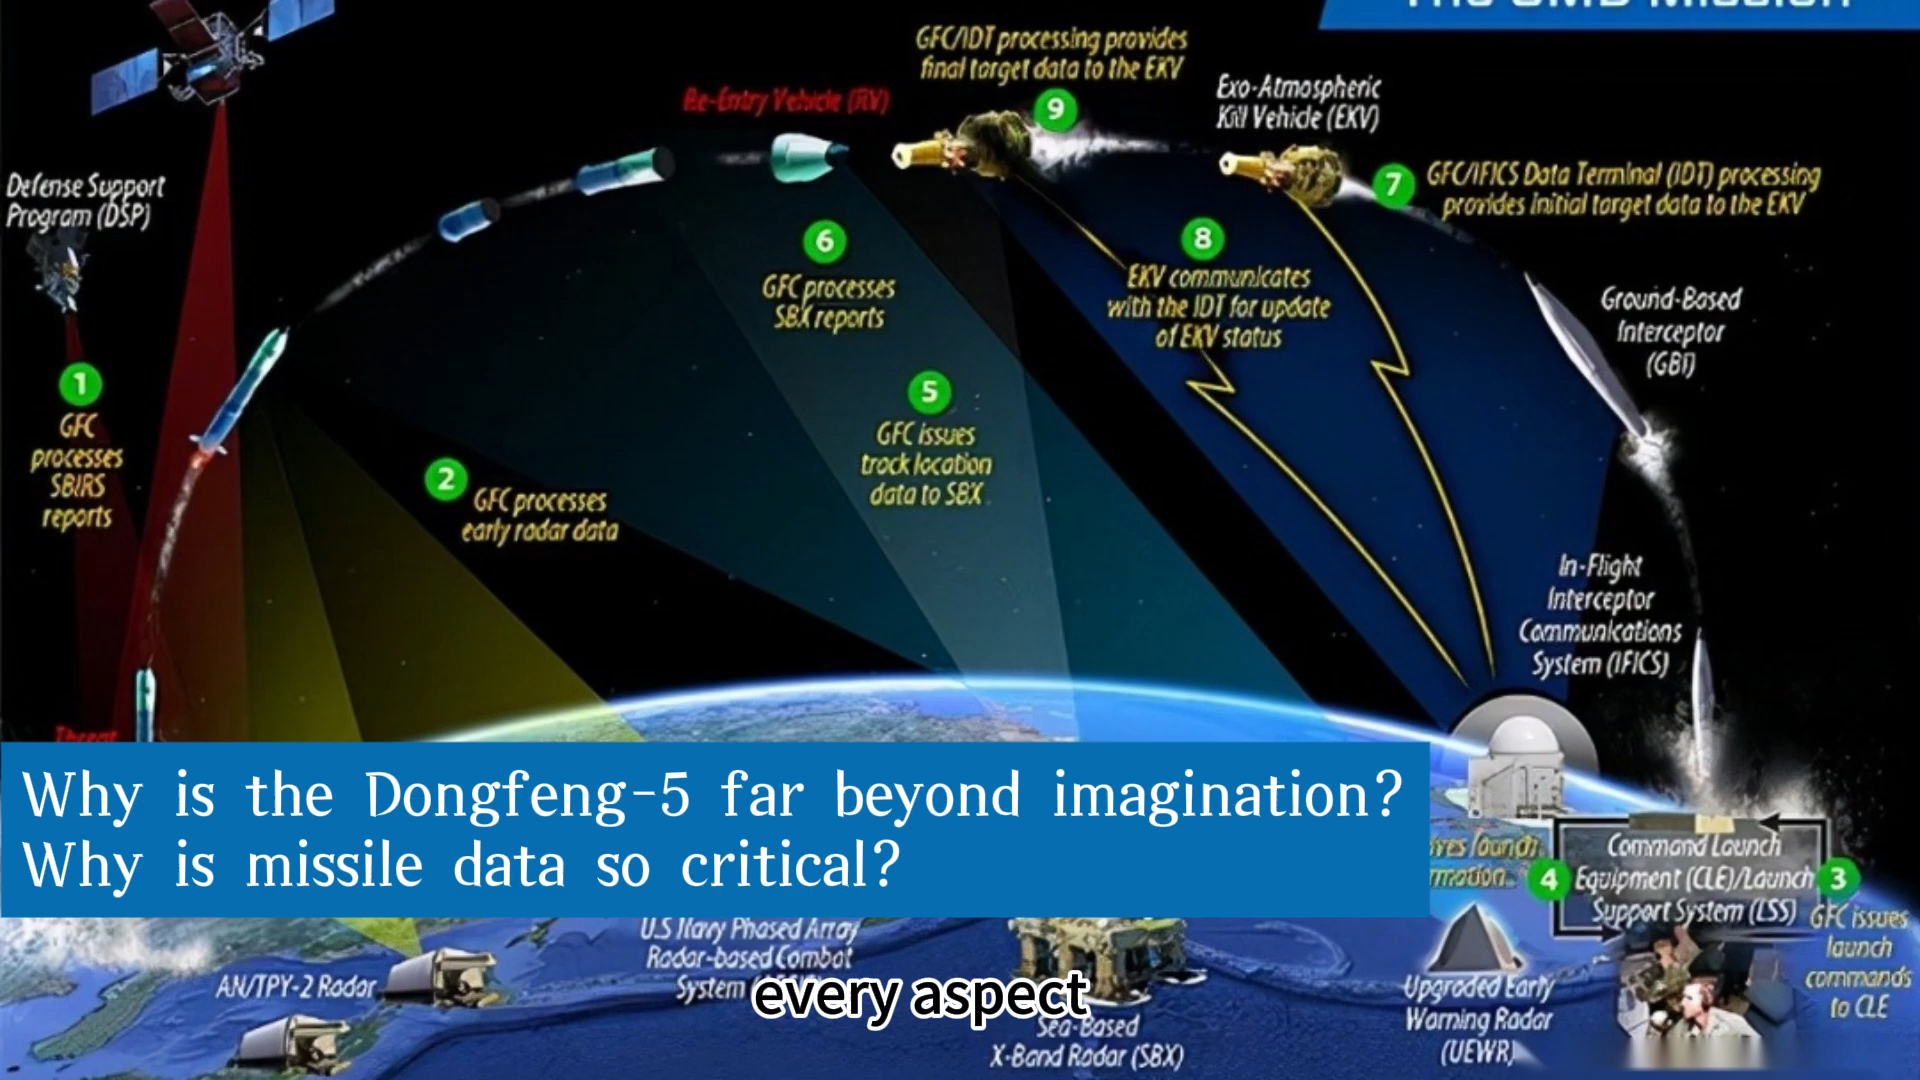 The GMD Mission
GFC/IDT processing provides
final target data to the EKV
9
Re-Entry Vehicle (RV)
Exo-Atmospheric
Kill Vehicle (EKV)
7
GFC/IFICS Data Terminal (IDT) processing
provides initial target data to the EKV
Defense Support
Program (DSP)
6
GFC processes
SBX reports
8
EKV communicates
with the IDT for update
of EKV status
Ground-Based
Interceptor
(GBI)
1
GFC
processes
SBIRS
reports
5
GFC issues
track location
data to SBX
2
GFC processes
early radar data
In-Flight
Interceptor
Communications
System (IFICS)
Threat
Why is the Dongfeng-5 far beyond imagination?
Why is missile data so critical?
4
Command Launch
Equipment (CLE)/Launch
Support System (LSS)
3
GFC issues
launch
commands
to CLE
U.S Navy Phased Array
Radar-based Combat
System
AN/TPY-2 Radar
every aspect
Sea-Based
X-Band Radar (SBX)
Upgraded Early
Warning Radar
(UEWR)